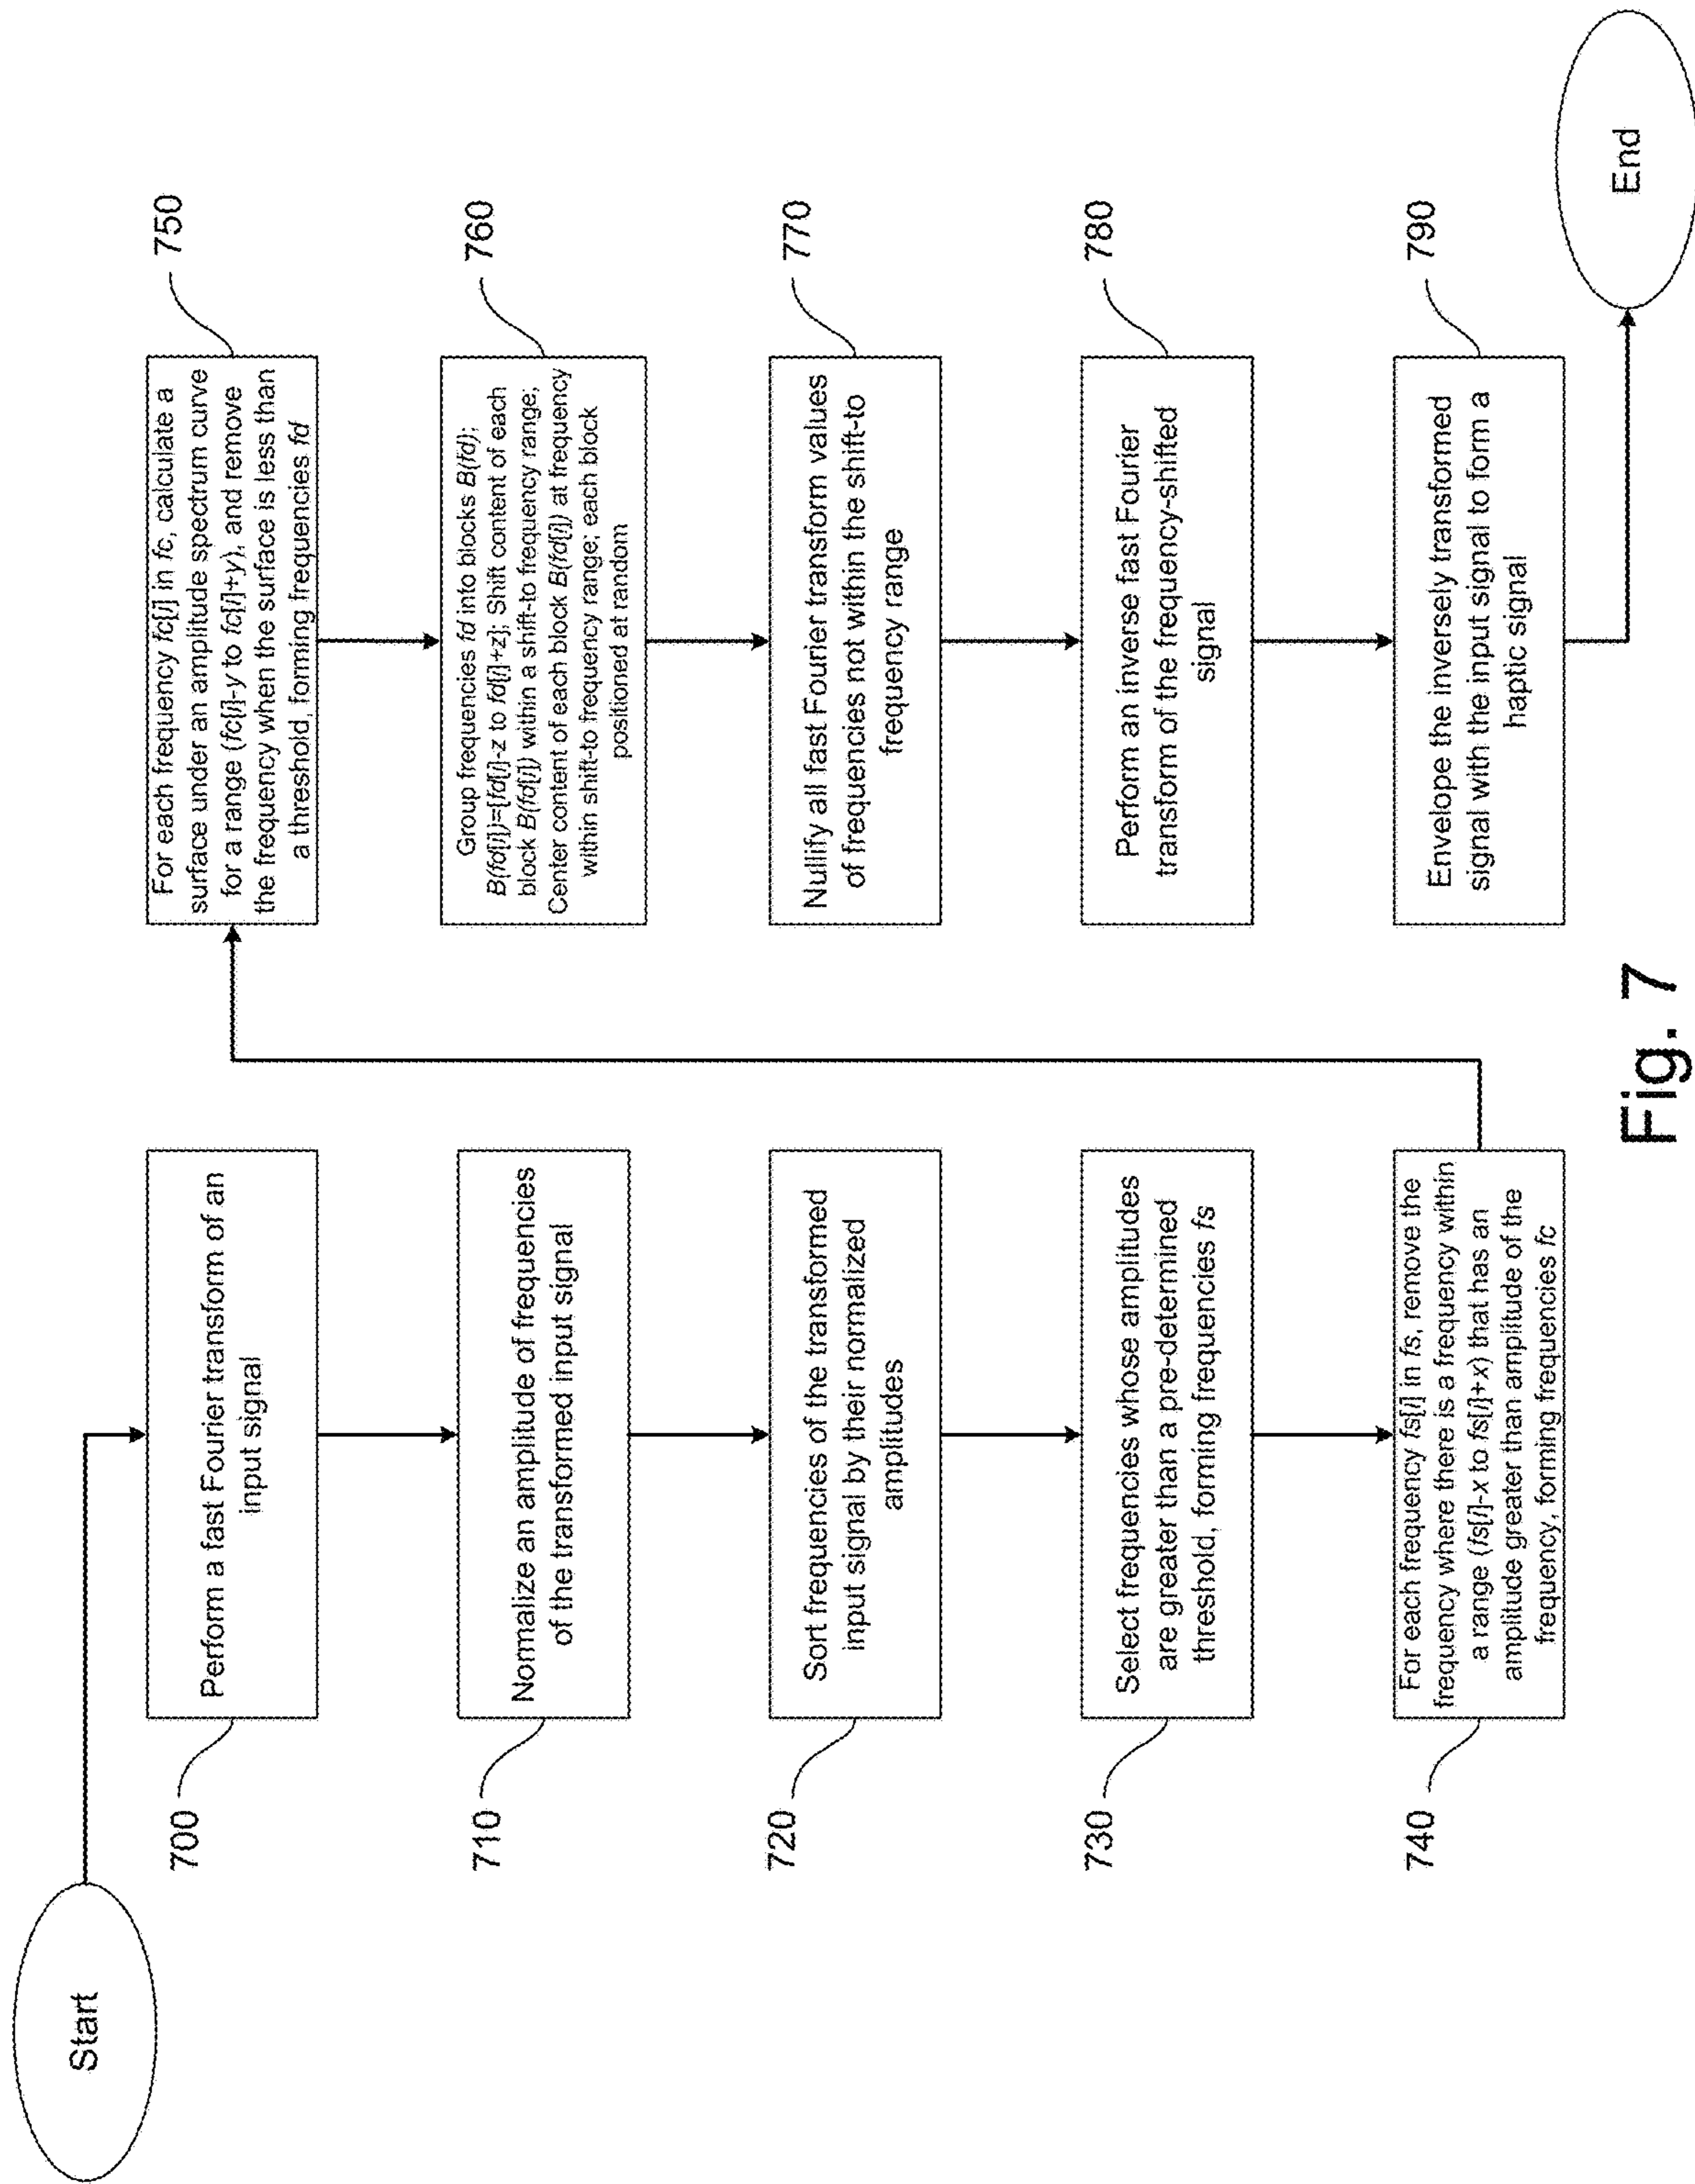 Start
700
Perform a fast Fourier transform of an
input signal
710
Normalize an amplitude of frequencies
of the transformed input signal
720
Sort frequencies of the transformed
input signal by their normalized
amplitudes
730
Select frequencies whose amplitudes
are greater than a pre-determined
threshold, forming frequencies fs
740
For each frequency fs[i] in fs, remove the
frequency where there is a frequency within
a range (fs[i]-x to fs[i]+x) that has an
amplitude greater than amplitude of the
frequency, forming frequencies fc
750
For each frequency fc[i] in fc, calculate a
surface under an amplitude spectrum curve
for a range (fc[i]-y to fc[i]+y), and remove
the frequency when the surface is less than
a threshold, forming frequencies fd
760
Group frequencies fd into blocks B(fd);
B(fd[i])=[fd[i]-z to fd[i]+z]; Shift content of each
block B(fd[i]) within a shift-to frequency range;
Center content of each block B(fd[i]) at frequency
within shift-to frequency range; each block
positioned at random
770
Nullify all fast Fourier transform values
of frequencies not within the shift-to
frequency range
780
Perform an inverse fast Fourier
transform of the frequency-shifted
signal
790
Envelope the inversely transformed
signal with the input signal to form a
haptic signal
End
Fig. 7